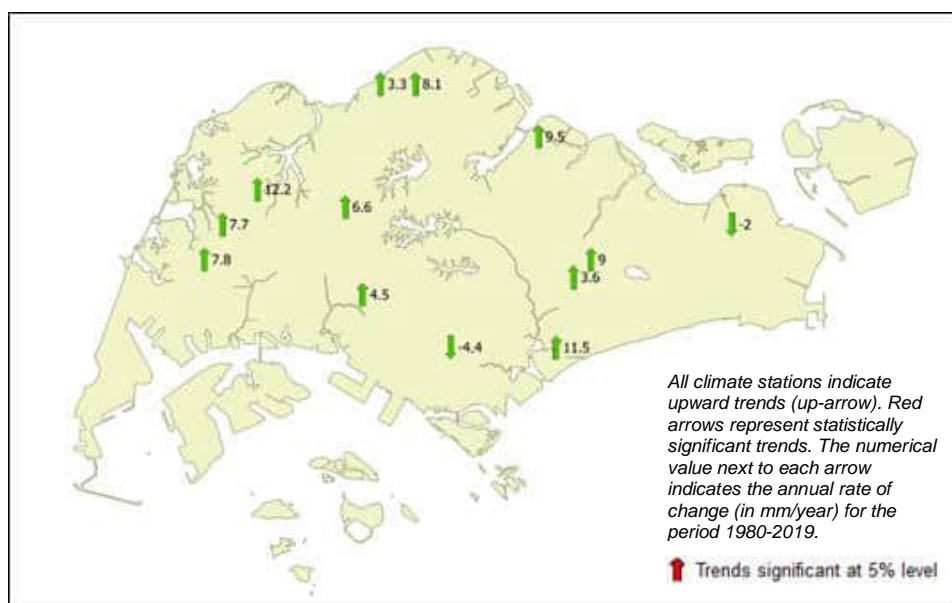 3.3 8.1
9.5
12.2
6.6
7.7
-2
7.8
9
3.6
4.5
-4.4
11.5
All climate stations indicate
upward trends (up-arrow). Red
arrows represent statistically
significant trends. The numerical
value next to each arrow
indicates the annual rate of
change (in mm/year) for the
period 1980-2019.
Trends significant at 5% level